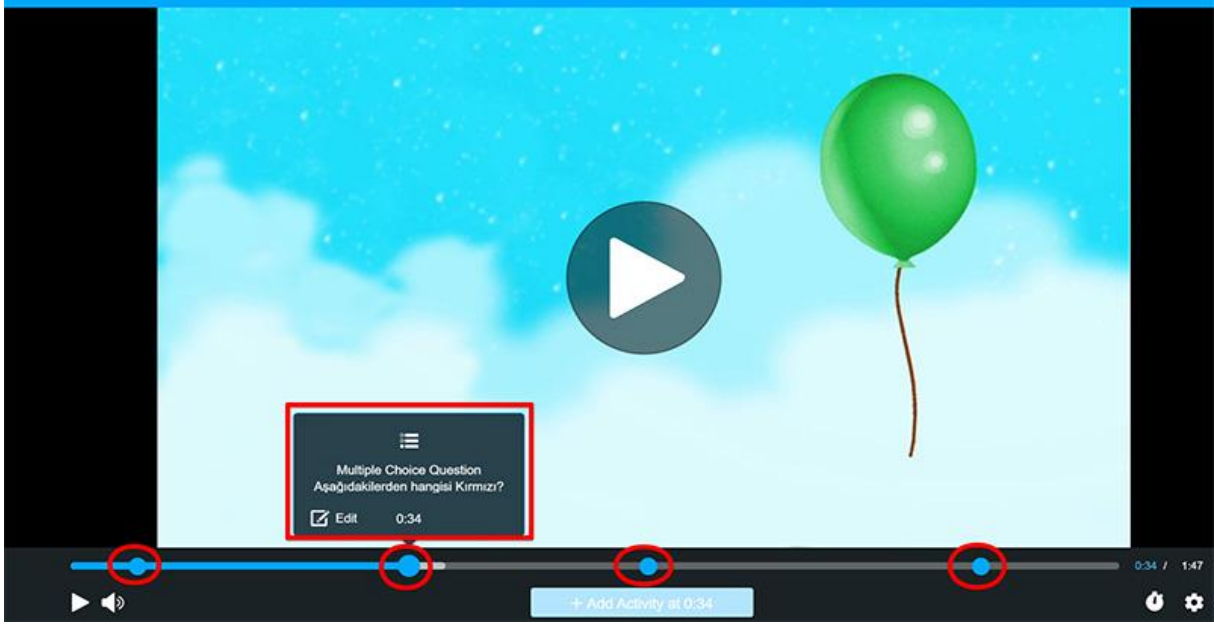 Multiple Choice Question
Aşağıdakilerden hangisi Kırmızı?
Edit 0:34
0:34 / 1:47
+ Add Activity at 0:34